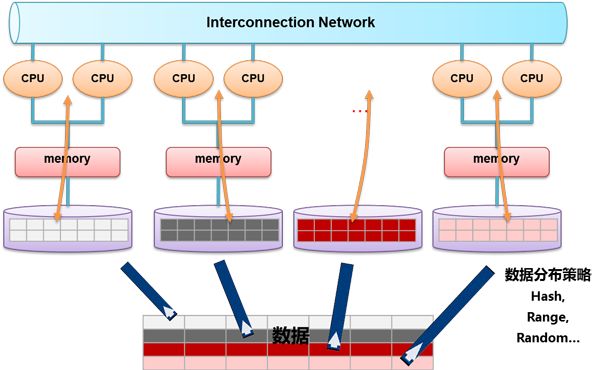 Interconnection Network
CPU
CPU
CPU
CPU
CPU
CPU
...
memory
memory
memory
数据分布策略
Hash,
Range,
Random...
数据